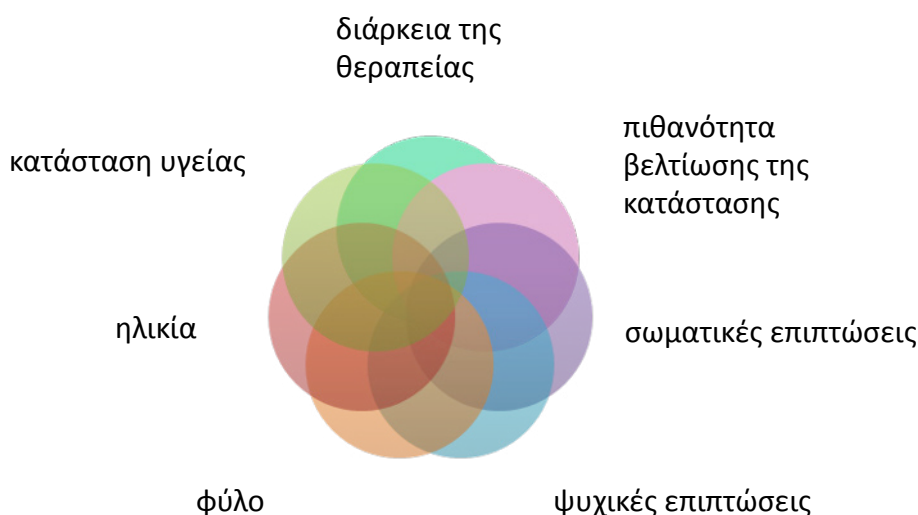 διάρκεια της
θεραπείας
πιθανότητα
βελτίωσης της
κατάστασης
κατάσταση υγείας
ηλικία
σωματικές επιπτώσεις
φύλο
ψυχικές επιπτώσεις